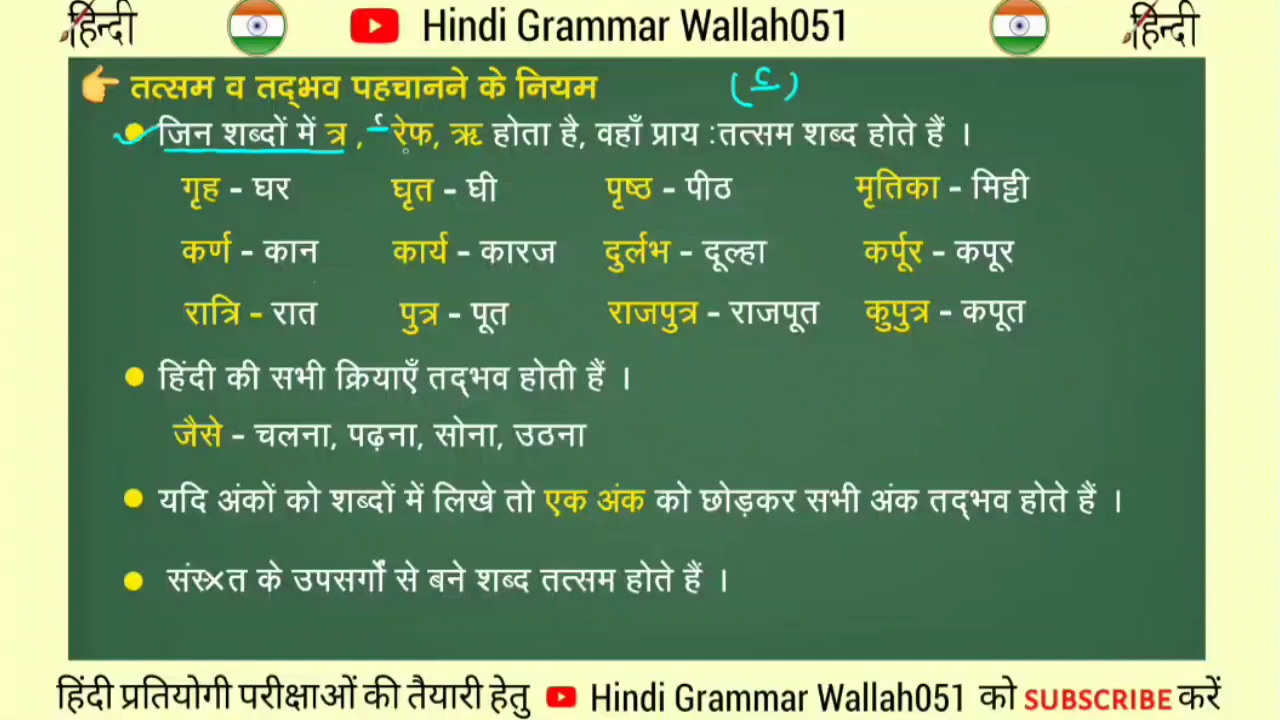 हिन्दी Hindi Grammar Wallah051 हिन्दी
तत्सम व तद्भव पहचानने के नियम (र्)
जिन शब्दों में त्र , र्रेफ, ऋ होता है, वहाँ प्राय :तत्सम शब्द होते हैं ।
गृह – घर घृत – घी पृष्ठ – पीठ मृतिका – मिट्टी
कर्ण – कान कार्य – कारज दुर्लभ – दूल्हा कर्पूर – कपूर
रात्रि – रात पुत्र – पूत राजपुत्र – राजपूत कुपुत्र – कपूत
हिंदी की सभी क्रियाएँ तद्भव होती हैं ।
जैसे – चलना, पढ़ना, सोना, उठना
यदि अंकों को शब्दों में लिखे तो एक अंक को छोड़कर सभी अंक तद्भव होते हैं ।
संस×त के उपसर्गों से बने शब्द तत्सम होते हैं ।
हिंदी प्रतियोगी परीक्षाओं की तैयारी हेतु Hindi Grammar Wallah051 को SUBSCRIBE करें